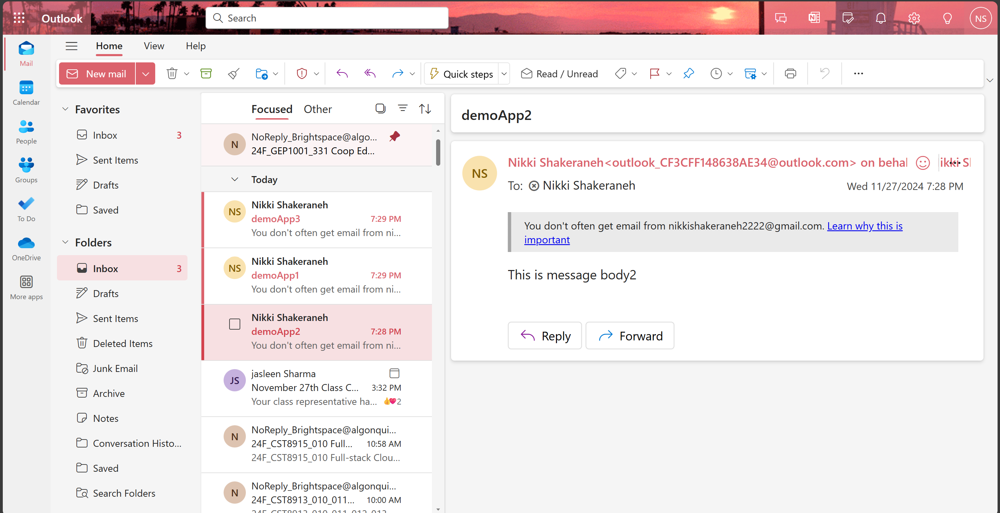 Outlook
Search
NS
Mail
Calendar
People
Groups
To Do
OneDrive
More apps
Home View Help
New mail
Quick steps
Read / Unread
Favorites
Inbox 3
Sent Items
Drafts
Saved
Folders
Inbox 3
Drafts
Sent Items
Deleted Items
Junk Email
Archive
Notes
Conversation Histo...
Saved
Search Folders
Focused Other
N
NoReply_Brightspace@algo...
24F_GEP1001_331 Coop Ed...
Today
NS
Nikki Shakeraneh
demoApp3 7:29 PM
You don't often get email from ni...
NS
Nikki Shakeraneh
demoApp1 7:29 PM
You don't often get email from ni...
Nikki Shakeraneh
demoApp2 7:28 PM
You don't often get email from ni...
JS
jasleen Sharma
November 27th Class C... 3:32 PM
Your class representative ha... 👍❤️2
N
NoReply_Brightspace@algonqui...
24F_CST8915_010 Full... 10:58 AM
24F_CST8915_010 Full-stack Clou...
N
NoReply_Brightspace@algonqui...
24F_CST8913_010_011... 10:00 AM
demoApp2
NS
Nikki Shakeraneh<outlook_CF3CFF148638AE34@outlook.com> on behal
To: Nikki Shakeraneh
Wed 11/27/2024 7:28 PM
You don't often get email from nikkishakeraneh2222@gmail.com. Learn why this is
important
This is message body2
Reply
Forward